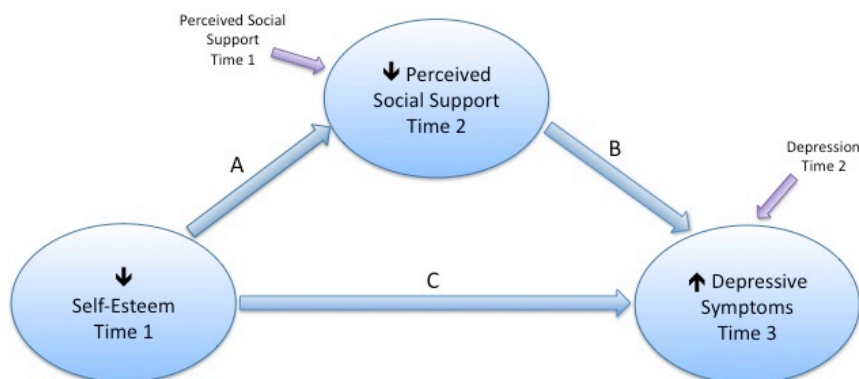 Perceived Social
Support
Time 1
↓ Perceived
Social Support
Time 2
A
B
Depression
Time 2
↓
Self-Esteem
Time 1
C
↑ Depressive
Symptoms
Time 3